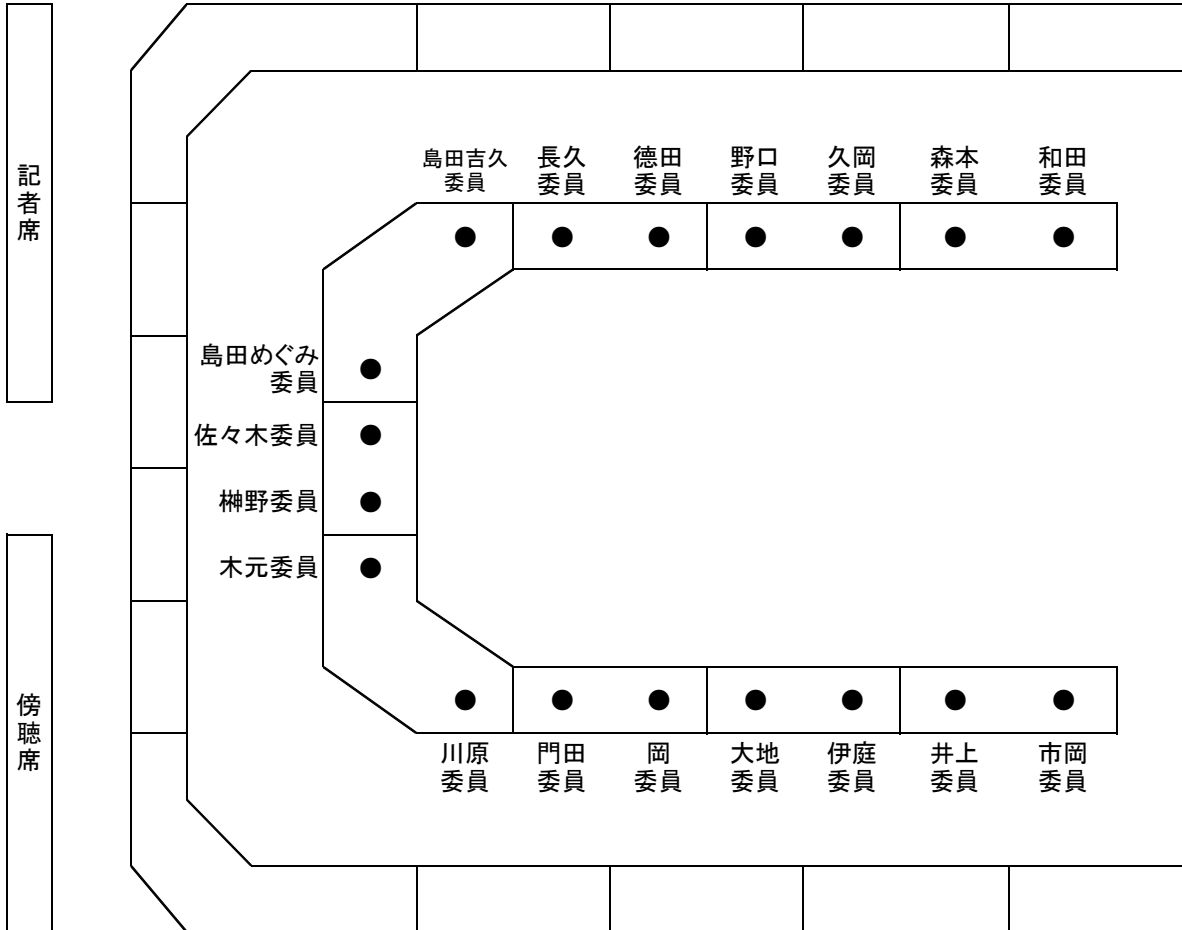 記者席
島田吉久
委員
長久
委員
德田
委員
野口
委員
久岡
委員
森本
委員
和田
委員
島田めぐみ
委員
佐々木委員
榊野委員
木元委員
傍聴席
川原
委員
門田
委員
岡
委員
大地
委員
伊庭
委員
井上
委員
市岡
委員